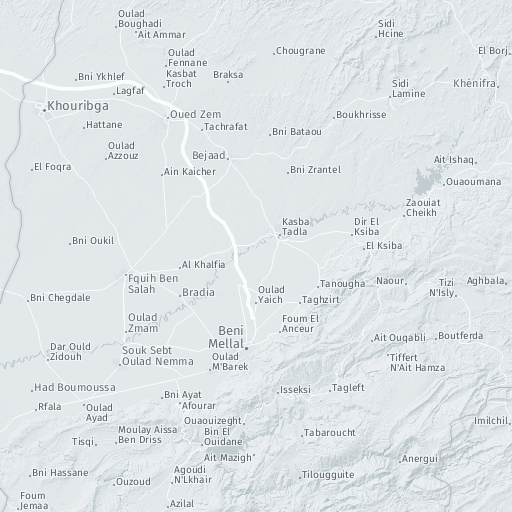 Oulad
Boughadi
Ait Ammar
Sidi
Hcine
Oulad
Fennane
Chougrane
El Borj
Bni Ykhlef
Kasbat
Troch
Braksa
Lagfaf
Sidi
Lamine
Khénifra
Khouribga
Oued Zem
Boukhrisse
Hattane
Tachrafat
Bni Bataou
Oulad
Azzouz
Bejaad
Ait Ishaq
El Foqra
Ain Kaicher
Bni Zrantel
Ouaoumana
Zaouiat
Cheikh
Kasba
Tadla
Dir El
Ksiba
Bni Oukil
El Ksiba
Al Khalfia
Fquih Ben
Salah
Tanougha
Naour
Tizi
N'Isly
Aghbala
Bni Chegdale
Bradia
Oulad
Yaich
Taghzirt
Oulad
Zmam
Foum El
Anceur
Beni
Mellal
Ait Ouqabli
Boutferda
Dar Ould
Zidouh
Souk Sebt
Oulad Nemma
Oulad
M'Barek
Tiffert
N'Ait Hamza
Had Boumoussa
Bni Ayat
Isseksi
Tagleft
Rfala
Oulad
Ayad
Afourar
Ouaouizeght
Imilchil
Moulay Aissa
Ben Driss
Bin El
Ouidane
Tabaroucht
Tisqi
Ait Mazigh
Anergui
Bni Hassane
Agoudi
N'Lkhair
Tilougguite
Ouzoud
Foum
Jemaa
Azilal